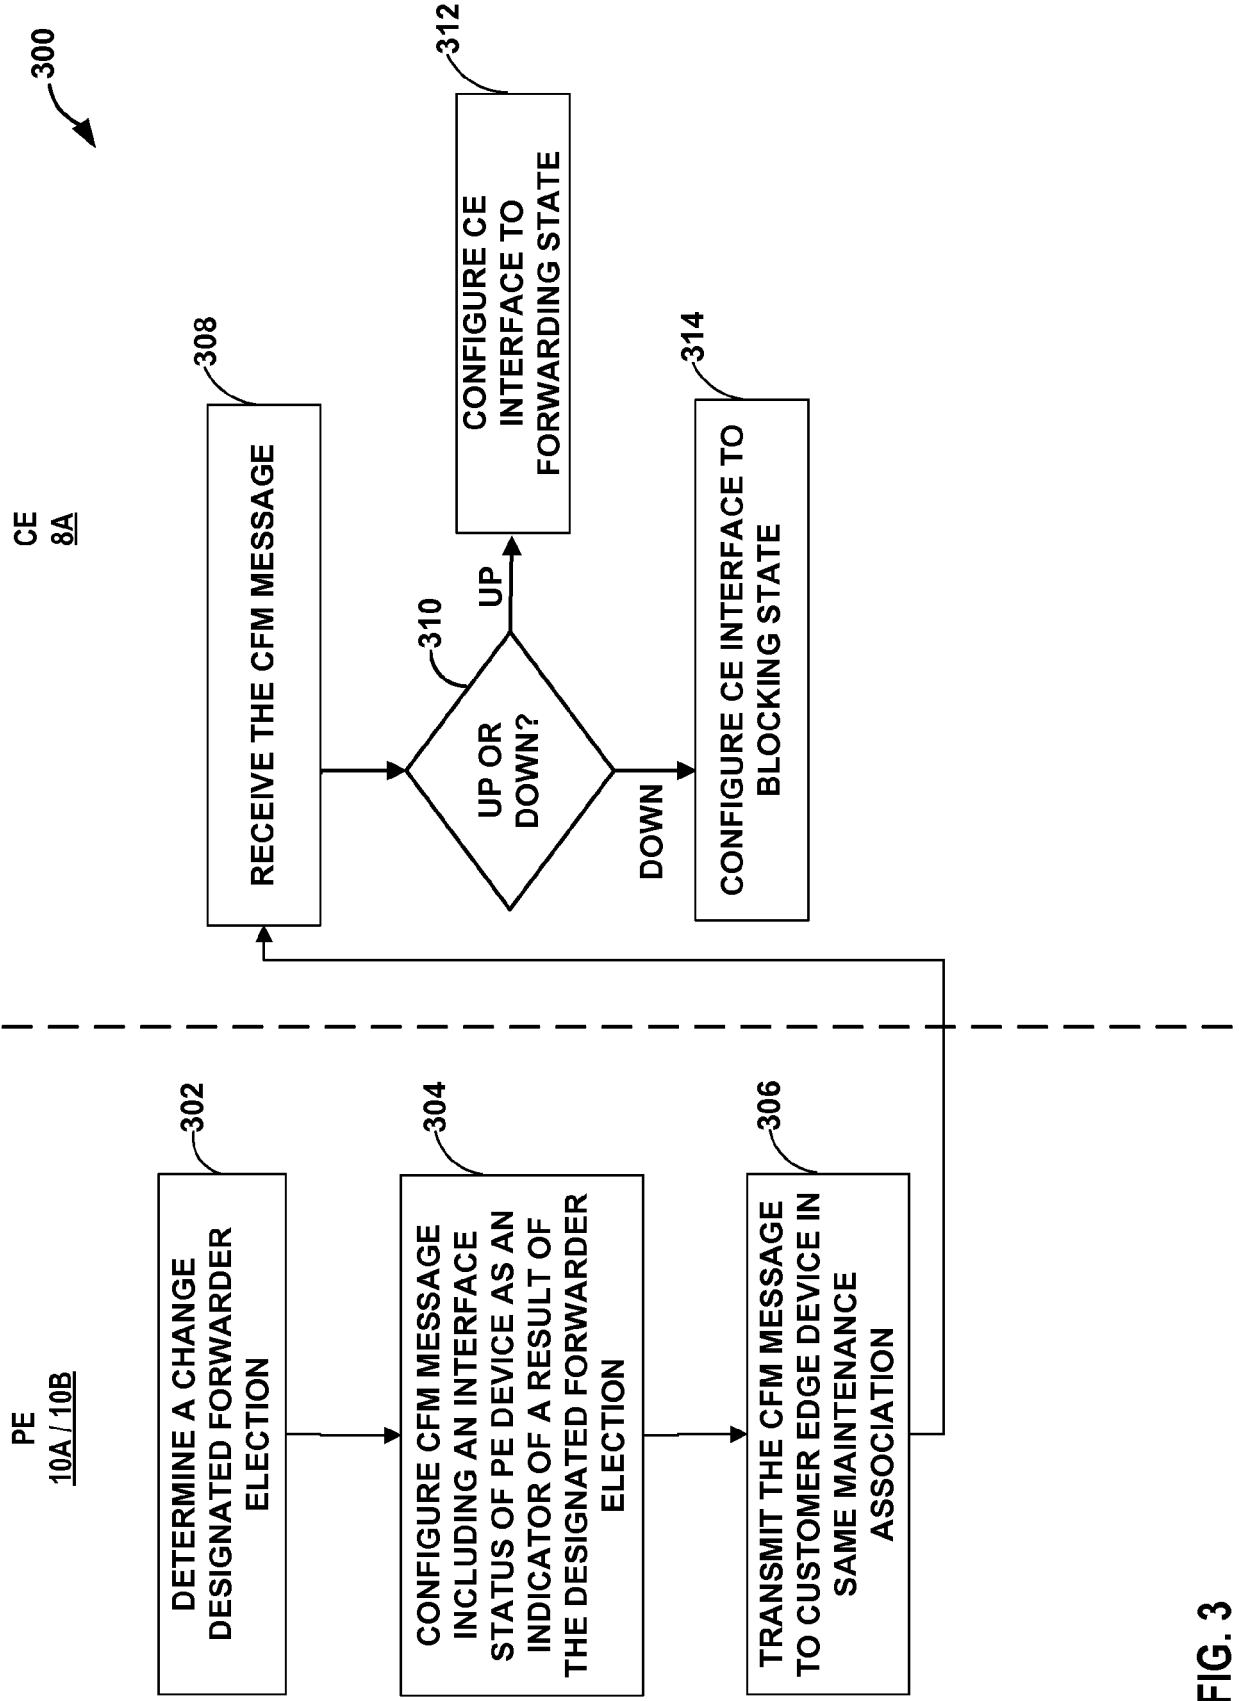 300
PE
10A / 10B
CE
8A
DETERMINE A CHANGE
DESIGNATED FORWARDER
ELECTION
302
CONFIGURE CFM MESSAGE
INCLUDING AN INTERFACE
STATUS OF PE DEVICE AS AN
INDICATOR OF A RESULT OF
THE DESIGNATED FORWARDER
ELECTION
304
TRANSMIT THE CFM MESSAGE
TO CUSTOMER EDGE DEVICE IN
SAME MAINTENANCE
ASSOCIATION
306
RECEIVE THE CFM MESSAGE
308
UP OR
DOWN?
310
UP
CONFIGURE CE
INTERFACE TO
FORWARDING STATE
312
DOWN
CONFIGURE CE INTERFACE TO
BLOCKING STATE
314
FIG. 3